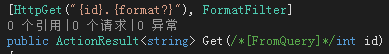 [HttpGet("{id}.{format?}"), FormatFilter]
0 个引用|0 个请求|0 异常
public ActionResult<string> Get(/*[FromQuery]*/int id)